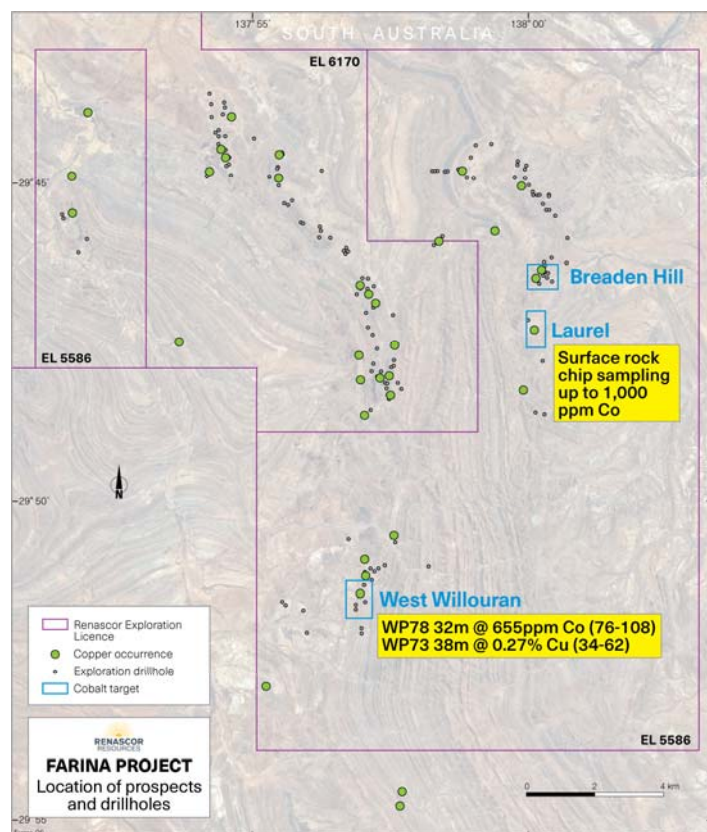 137°55
138°00'
SOUTH AUSTRALIA
EL 6170
29°45
Breaden Hill
Laurel
EL 5586
Surface rock
chip sampling
up to 1,000
ppm Co
N
29°50
West Willouran
WP78 32m @ 655ppm Co (76-108)
WP73 38m @ 0.27% Cu (34-62)
Renascor Exploration
Licence
Copper occurrence
Exploration drillhole
Cobalt target
RENASCOR
RESOURCES
FARINA PROJECT
Location of prospects
and drillholes
EL 5586
0 2 4 km
29°55